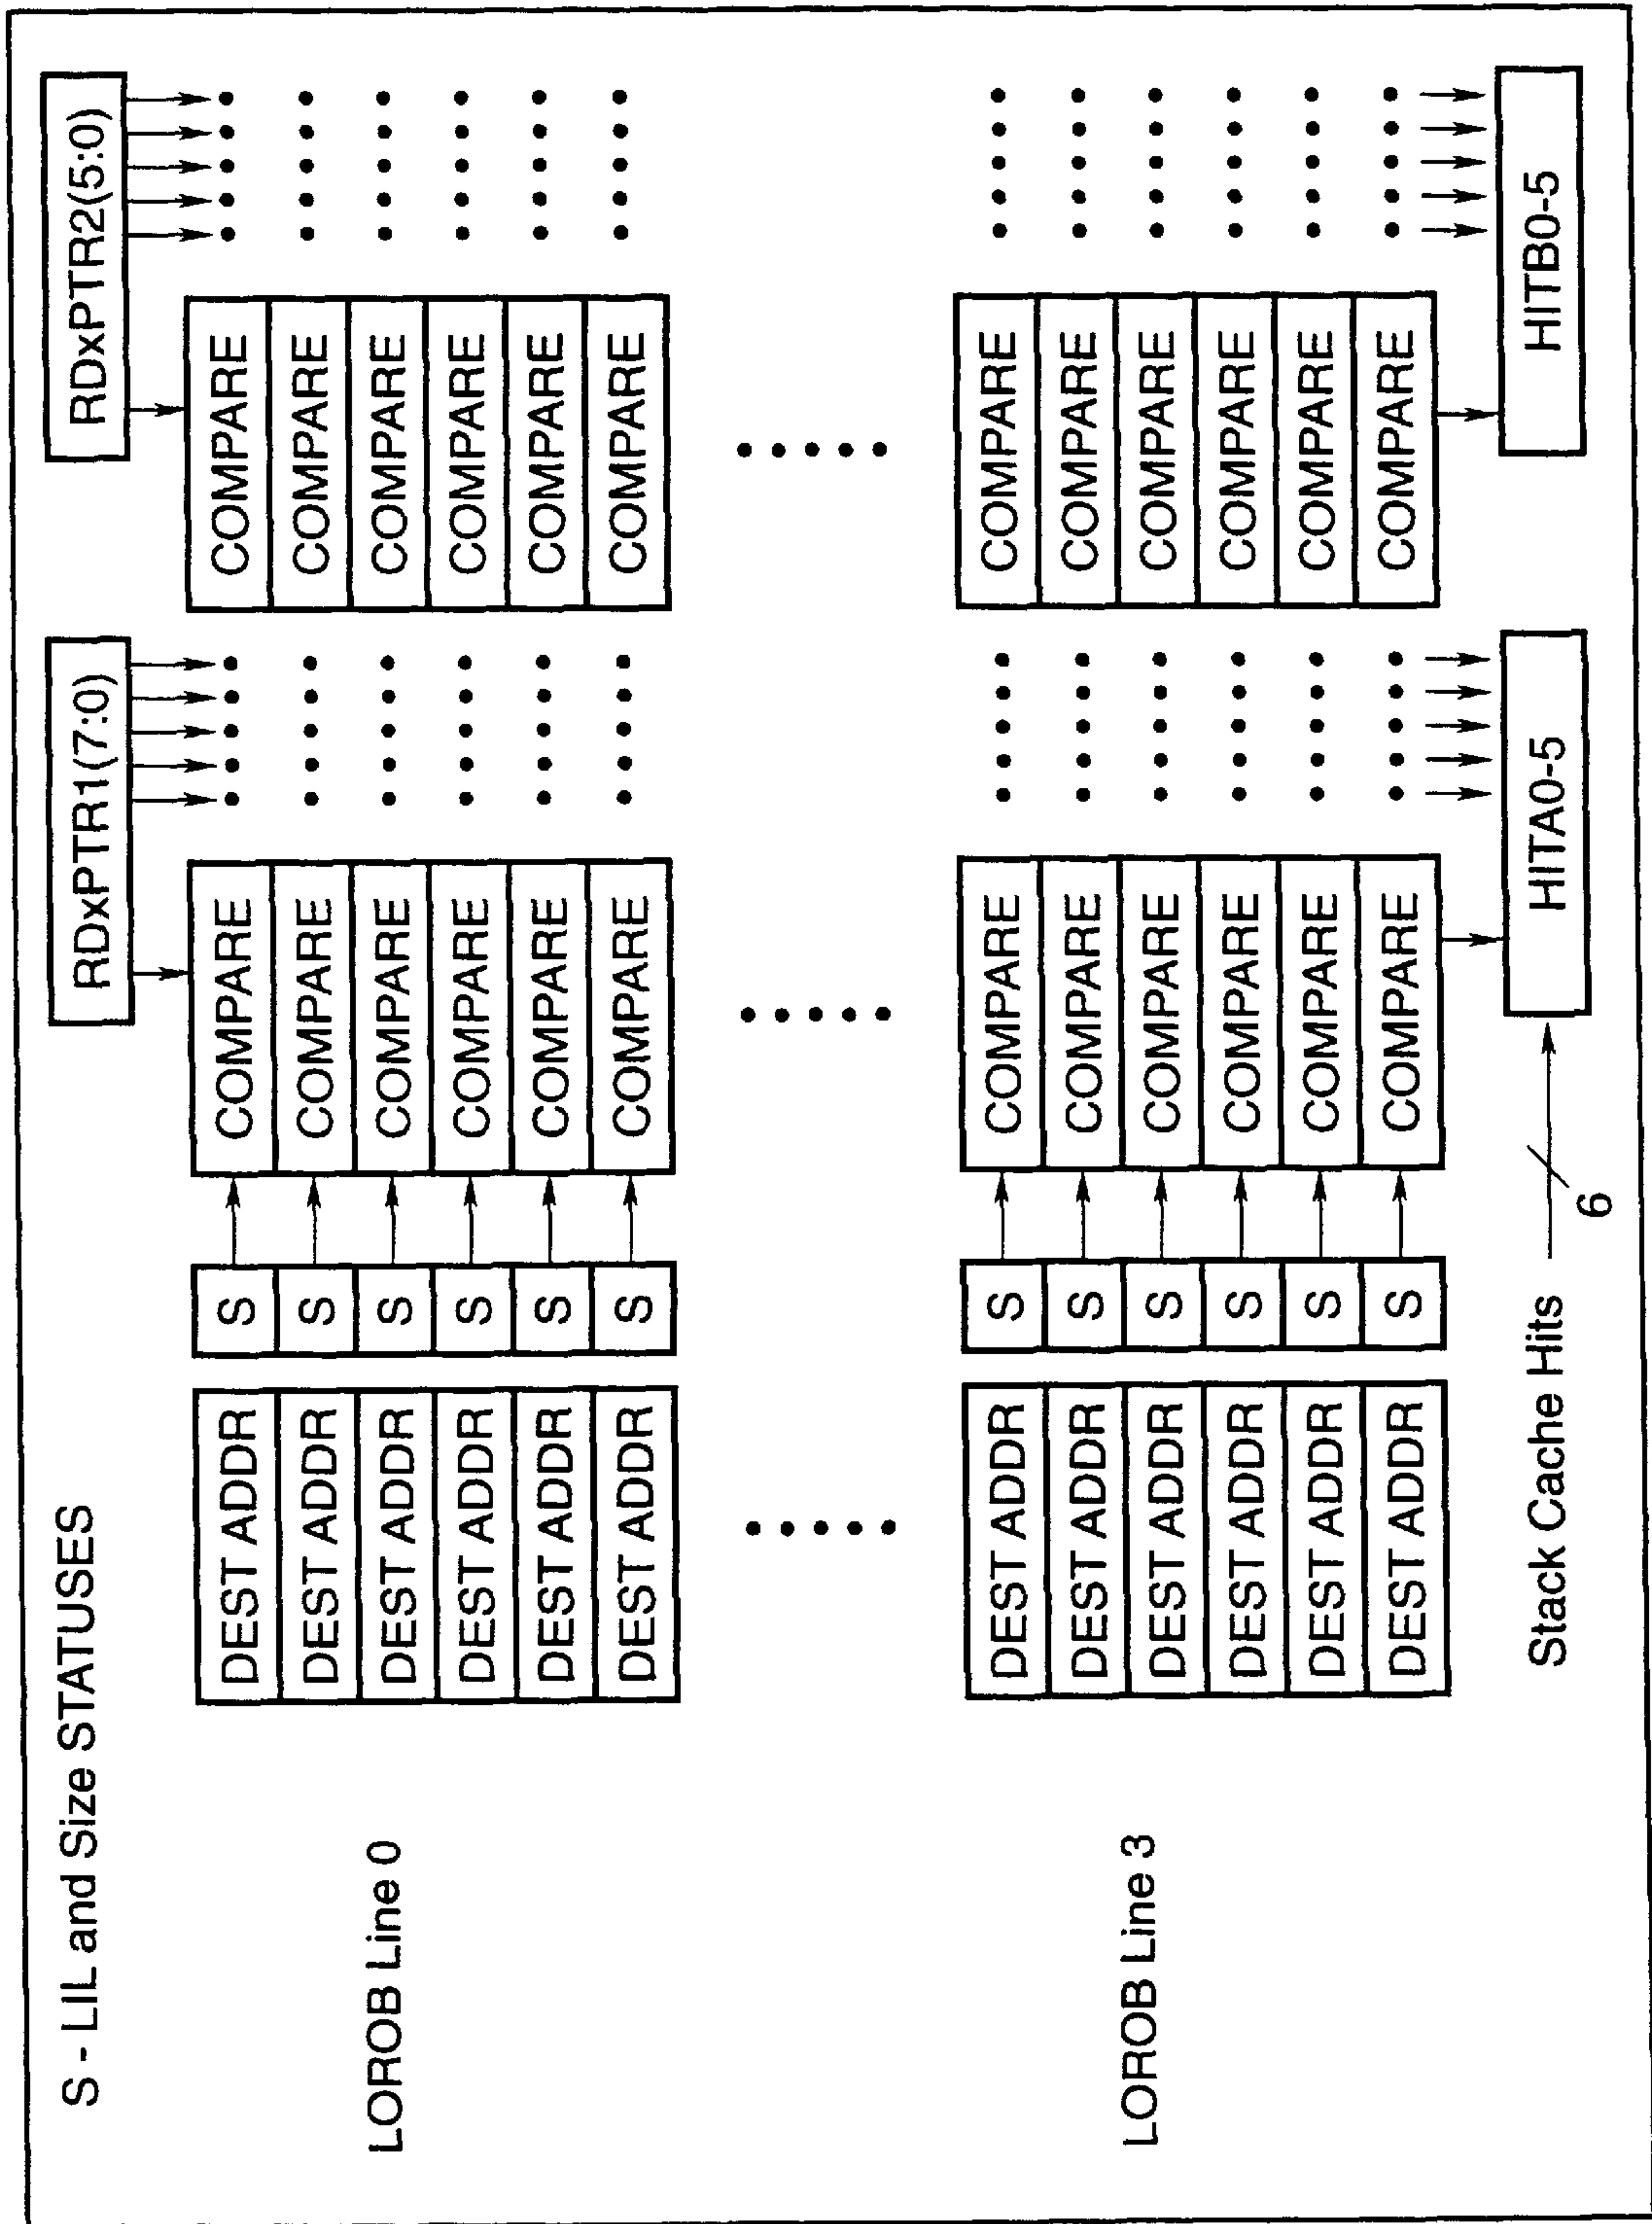 S - LIL and Size STATUSES
RDxPTR1(7:0)
RDxPTR2(5:0)
DEST ADDR S COMPARE COMPARE
DEST ADDR S COMPARE COMPARE
LOROB Line 0 DEST ADDR S COMPARE COMPARE
DEST ADDR S COMPARE COMPARE
DEST ADDR S COMPARE COMPARE
DEST ADDR S COMPARE COMPARE
DEST ADDR S COMPARE COMPARE
DEST ADDR S COMPARE COMPARE
LOROB Line 3 DEST ADDR S COMPARE COMPARE
DEST ADDR S COMPARE COMPARE
DEST ADDR S COMPARE COMPARE
DEST ADDR S COMPARE COMPARE
Stack Cache Hits
6
HITA0-5
HITB0-5